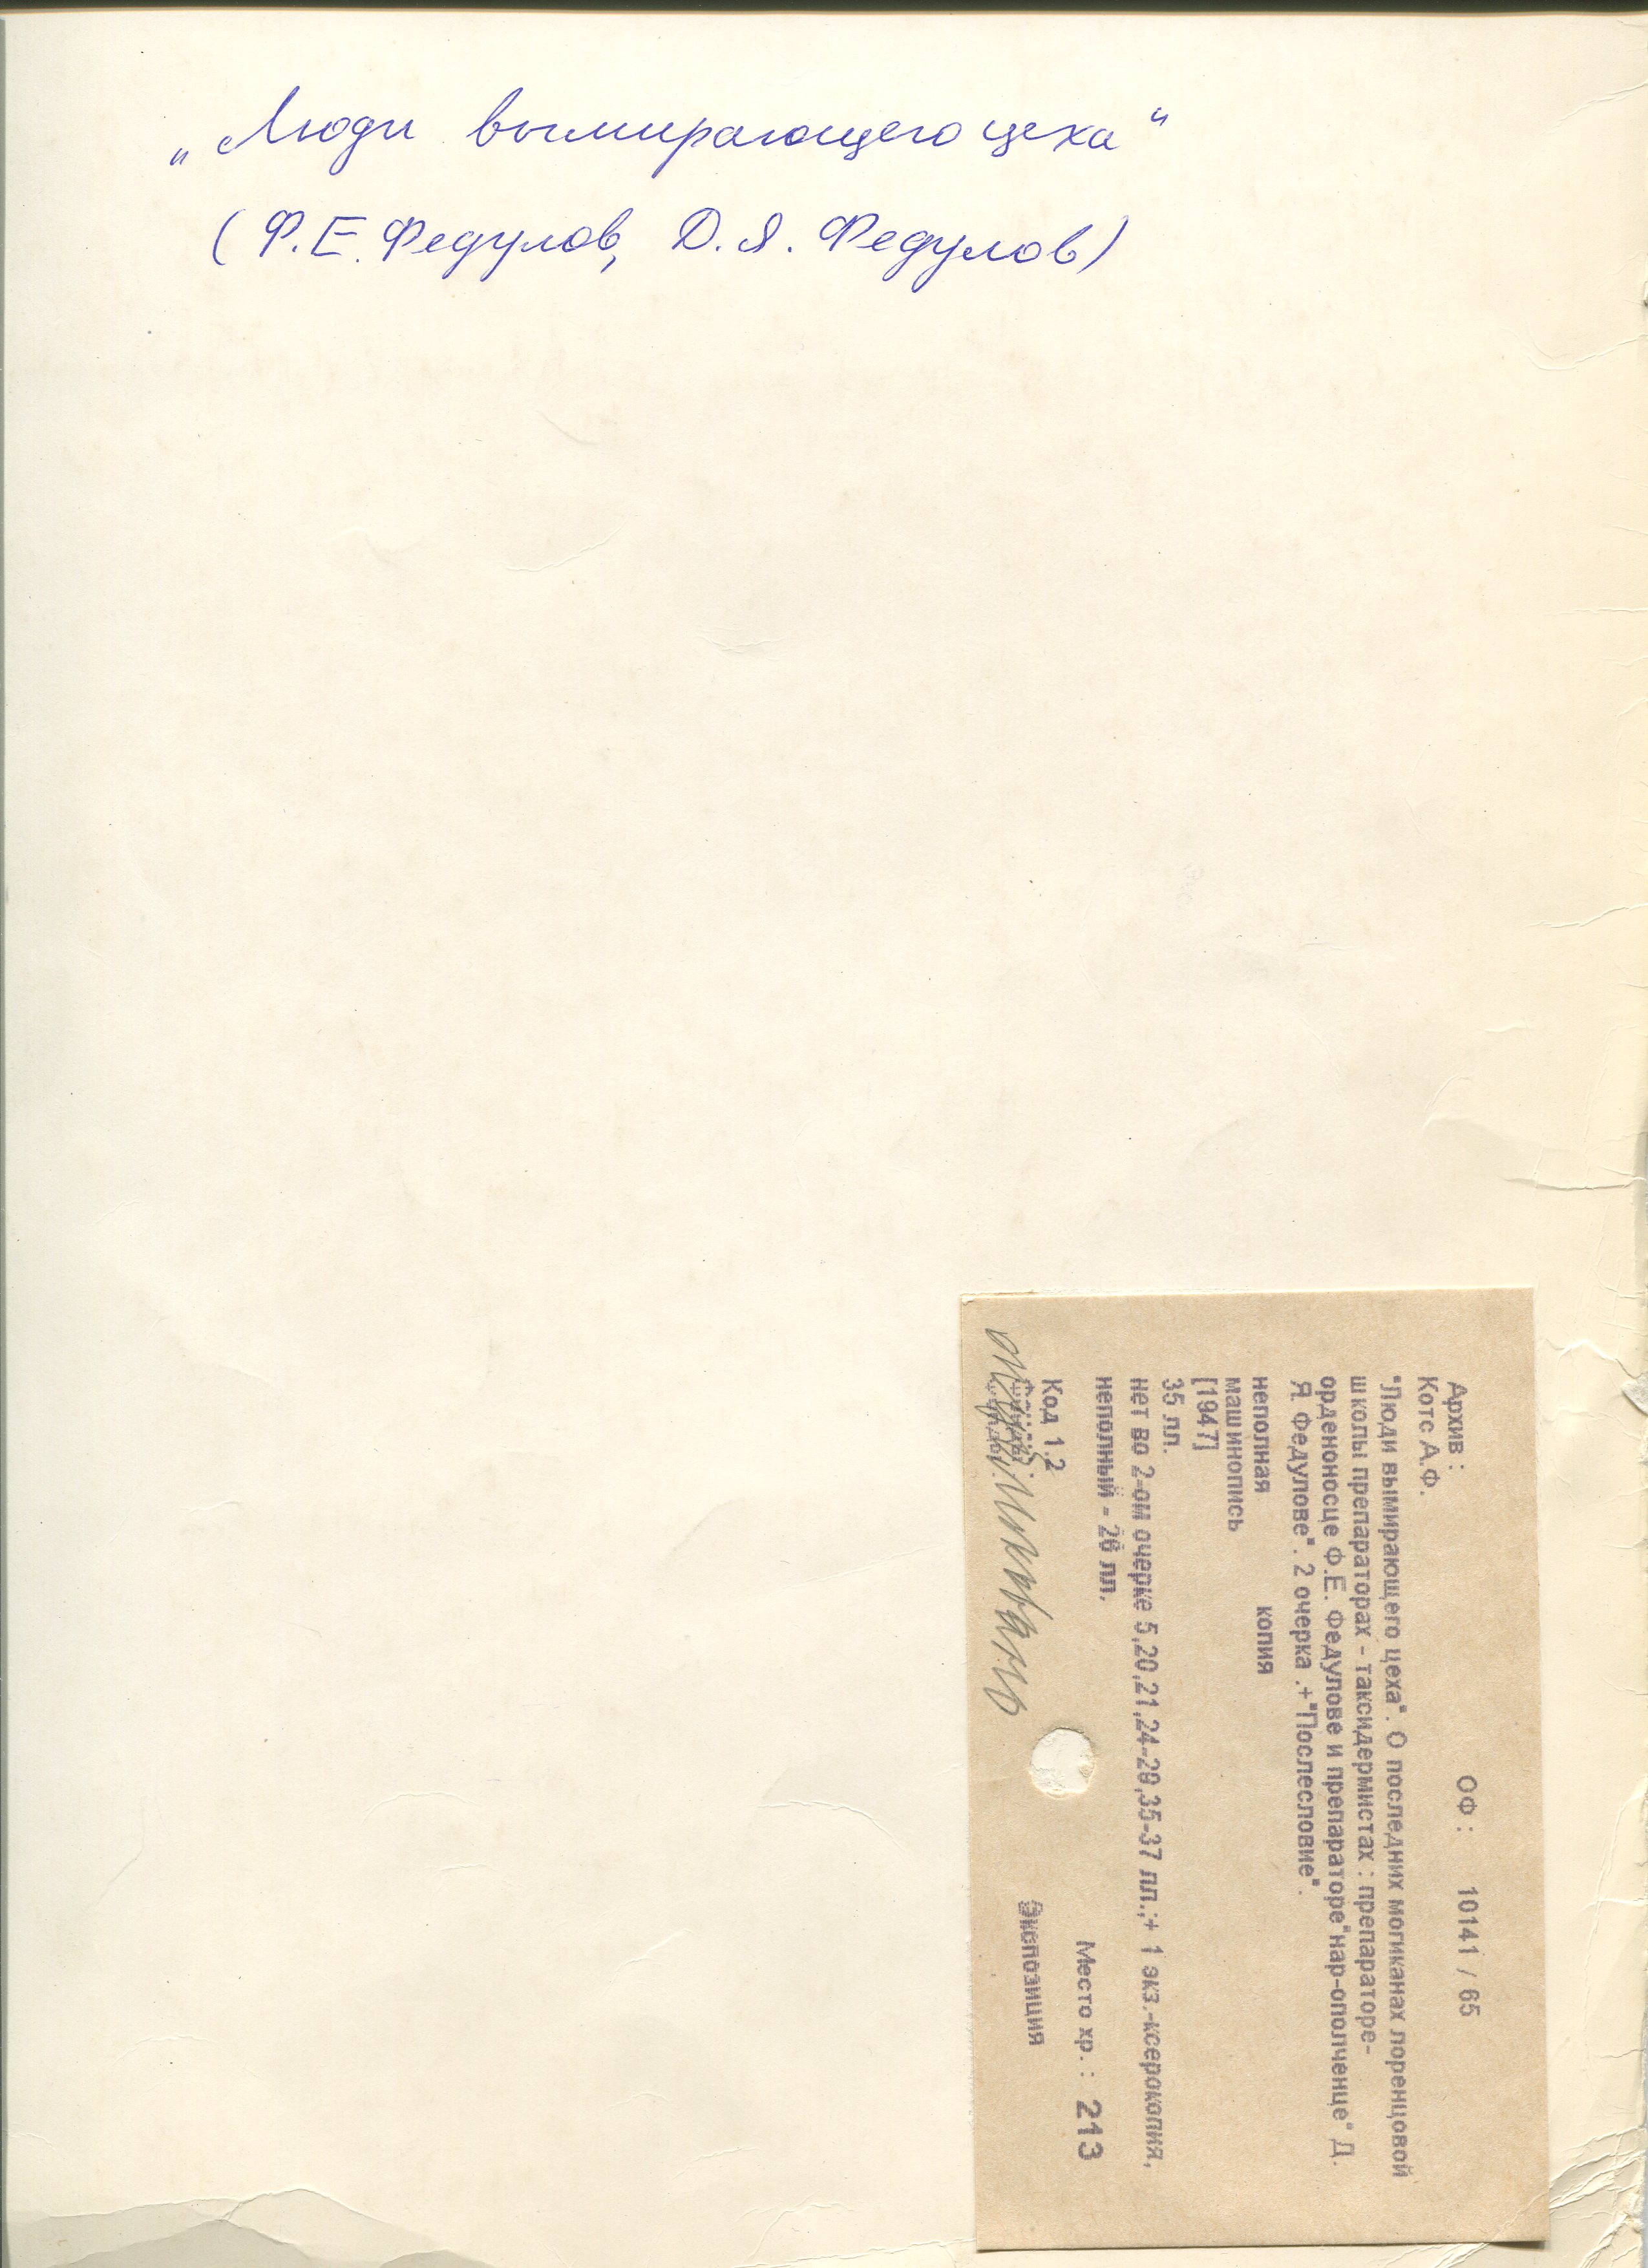 „Люди вымирающего цеха“
(Ф.Е. Федулов, Д.Я. Федулов)
Архив: ОФ: 10141 / 65
Котс А.Ф.
"Люди вымирающего цеха". О последних могиканах лоренцовой
школы препараторах - таксидермистах : препараторе-
орденоносце Ф.Е. Федулове и препараторе"нар-ополченце" Д.
Я. Федулове". 2 очерка .+"Послесловие".
неполная копия
машинопись
[1947]
35 лл.
нет во 2-ом очерке 5,20,21,24-28,35-37 лл.;+ 1 экз.-ксерокопия,
неполный - 26 лл.
Место хр. : 213
Код 1.2
Экспозиция